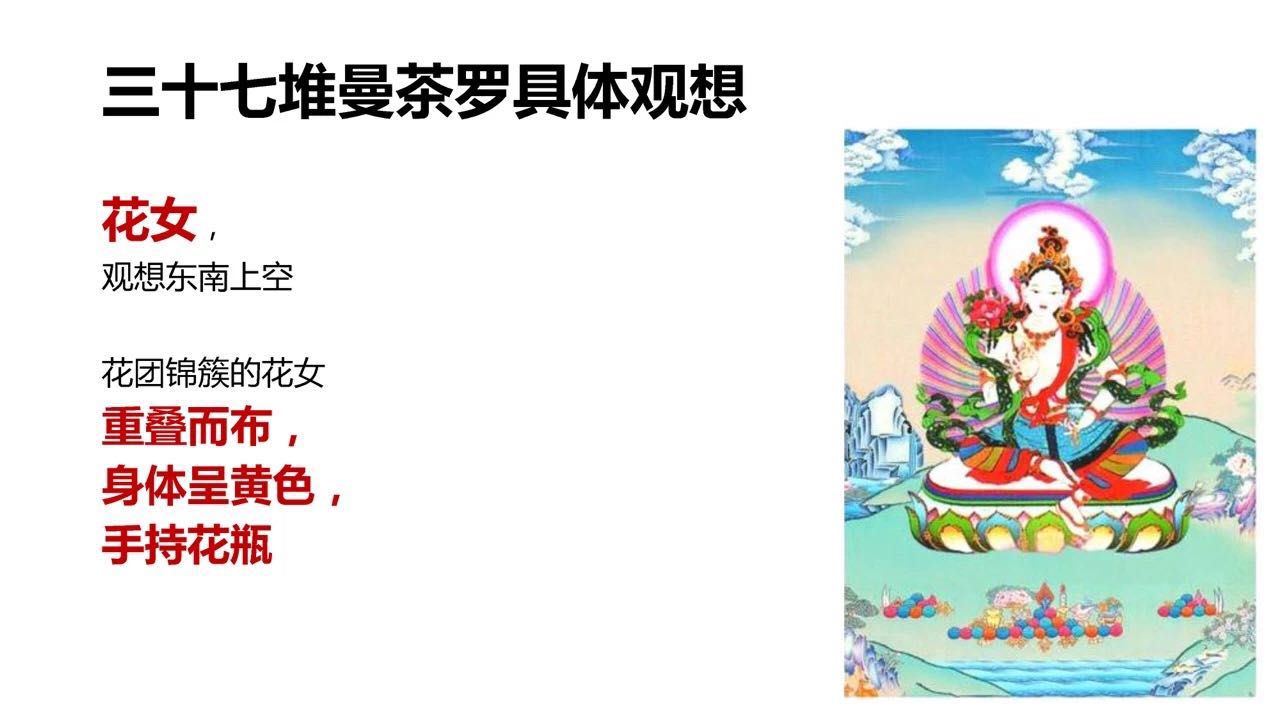 三十七堆曼茶罗具体观想
花女，
观想东南上空
花团锦簇的花女
重叠而布，
身体呈黄色，
手持花瓶